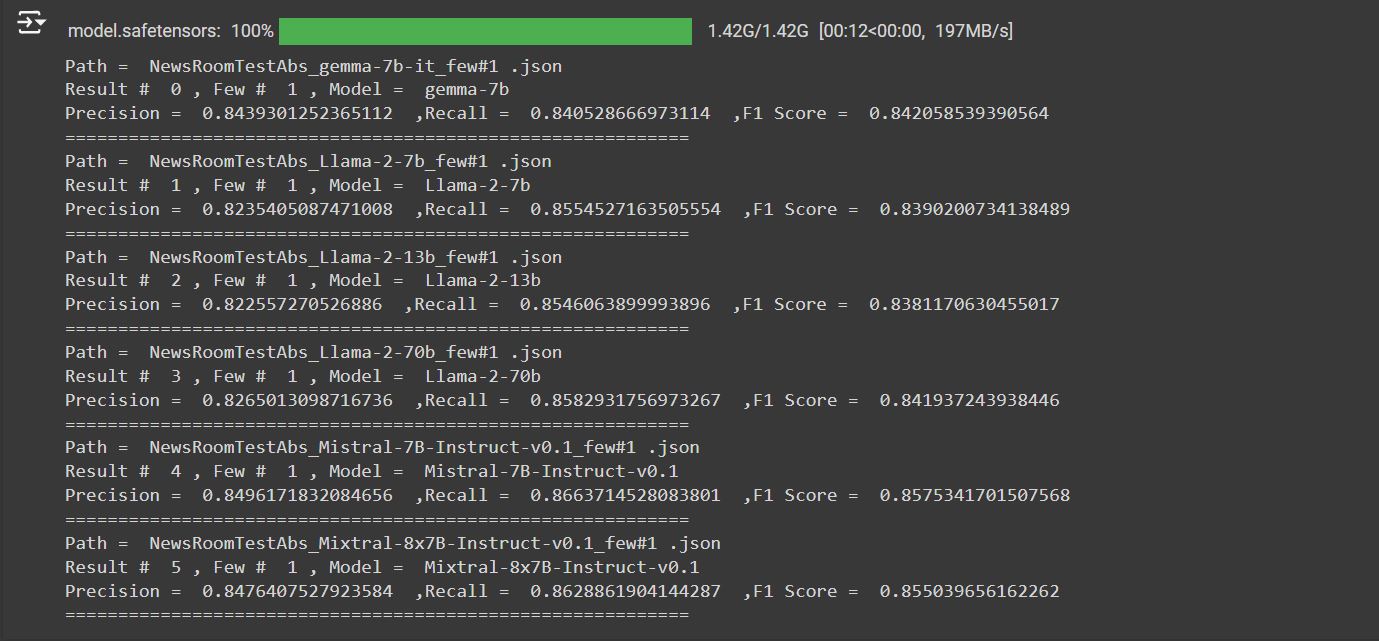 model.safetensors: 100% 1.42G/1.42G [00:12<00:00, 197MB/s]
Path =  NewsRoomTestAbs_gemma-7b-it_few#1 .json
Result #  0 , Few #  1 , Model =  gemma-7b
Precision =  0.8439301252365112  ,Recall =  0.840528666973114  ,F1 Score =  0.842058539390564
===========================================================
Path =  NewsRoomTestAbs_Llama-2-7b_few#1 .json
Result #  1 , Few #  1 , Model =  Llama-2-7b
Precision =  0.8235405087471008  ,Recall =  0.8554527163505554  ,F1 Score =  0.8390200734138489
===========================================================
Path =  NewsRoomTestAbs_Llama-2-13b_few#1 .json
Result #  2 , Few #  1 , Model =  Llama-2-13b
Precision =  0.822557270526886  ,Recall =  0.8546063899993896  ,F1 Score =  0.8381170630455017
===========================================================
Path =  NewsRoomTestAbs_Llama-2-70b_few#1 .json
Result #  3 , Few #  1 , Model =  Llama-2-70b
Precision =  0.8265013098716736  ,Recall =  0.8582931756973267  ,F1 Score =  0.841937243938446
===========================================================
Path =  NewsRoomTestAbs_Mistral-7B-Instruct-v0.1_few#1 .json
Result #  4 , Few #  1 , Model =  Mistral-7B-Instruct-v0.1
Precision =  0.8496171832084656  ,Recall =  0.8663714528083801  ,F1 Score =  0.8575341701507568
===========================================================
Path =  NewsRoomTestAbs_Mixtral-8x7B-Instruct-v0.1_few#1 .json
Result #  5 , Few #  1 , Model =  Mixtral-8x7B-Instruct-v0.1
Precision =  0.8476407527923584  ,Recall =  0.8628861904144287  ,F1 Score =  0.855039656162262
===========================================================